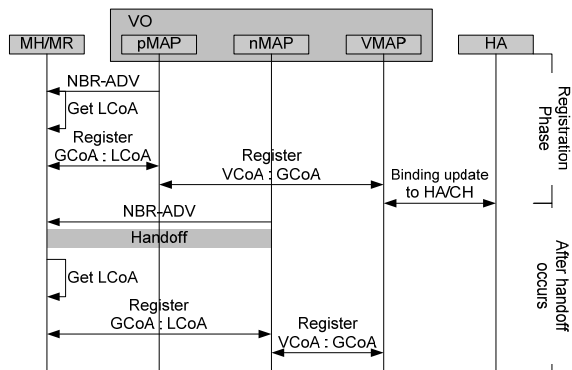 VO
MH/MR
pMAP
nMAP
VMAP
HA
NBR-ADV
Get LCoA
Register
GCoA : LCoA
Register
VCoA : GCoA
Binding update
to HA/CH
Registration
Phase
NBR-ADV
Handoff
Get LCoA
Register
GCoA : LCoA
Register
VCoA : GCoA
After handoff
occurs